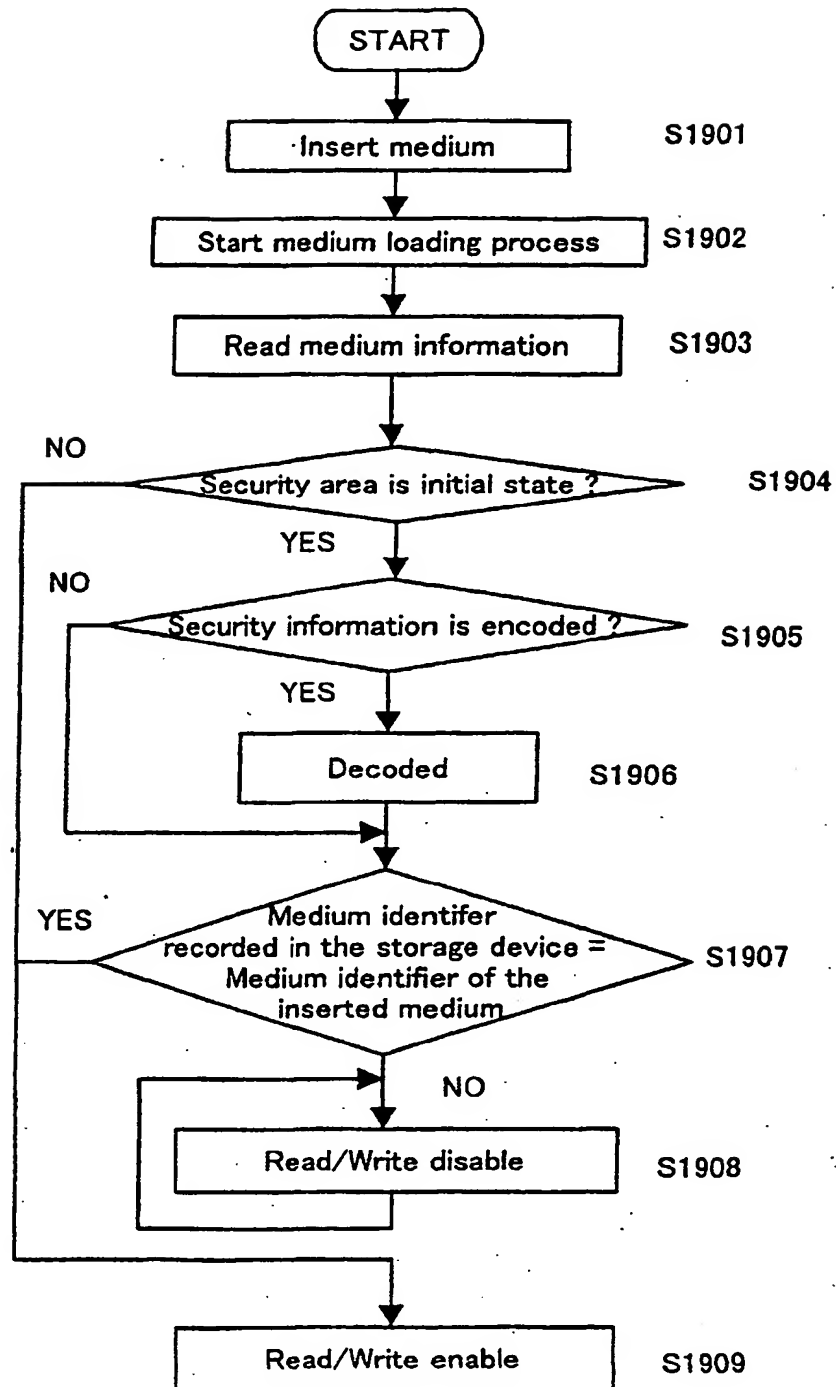 START
Insert medium S1901
Start medium loading process S1902
Read medium information S1903
NO
Security area is initial state ? S1904
YES
NO
Security information is encoded ? S1905
YES
Decoded S1906
YES
Medium identifer
recorded in the storage device =
Medium identifier of the
inserted medium
S1907
NO
Read/Write disable S1908
Read/Write enable S1909